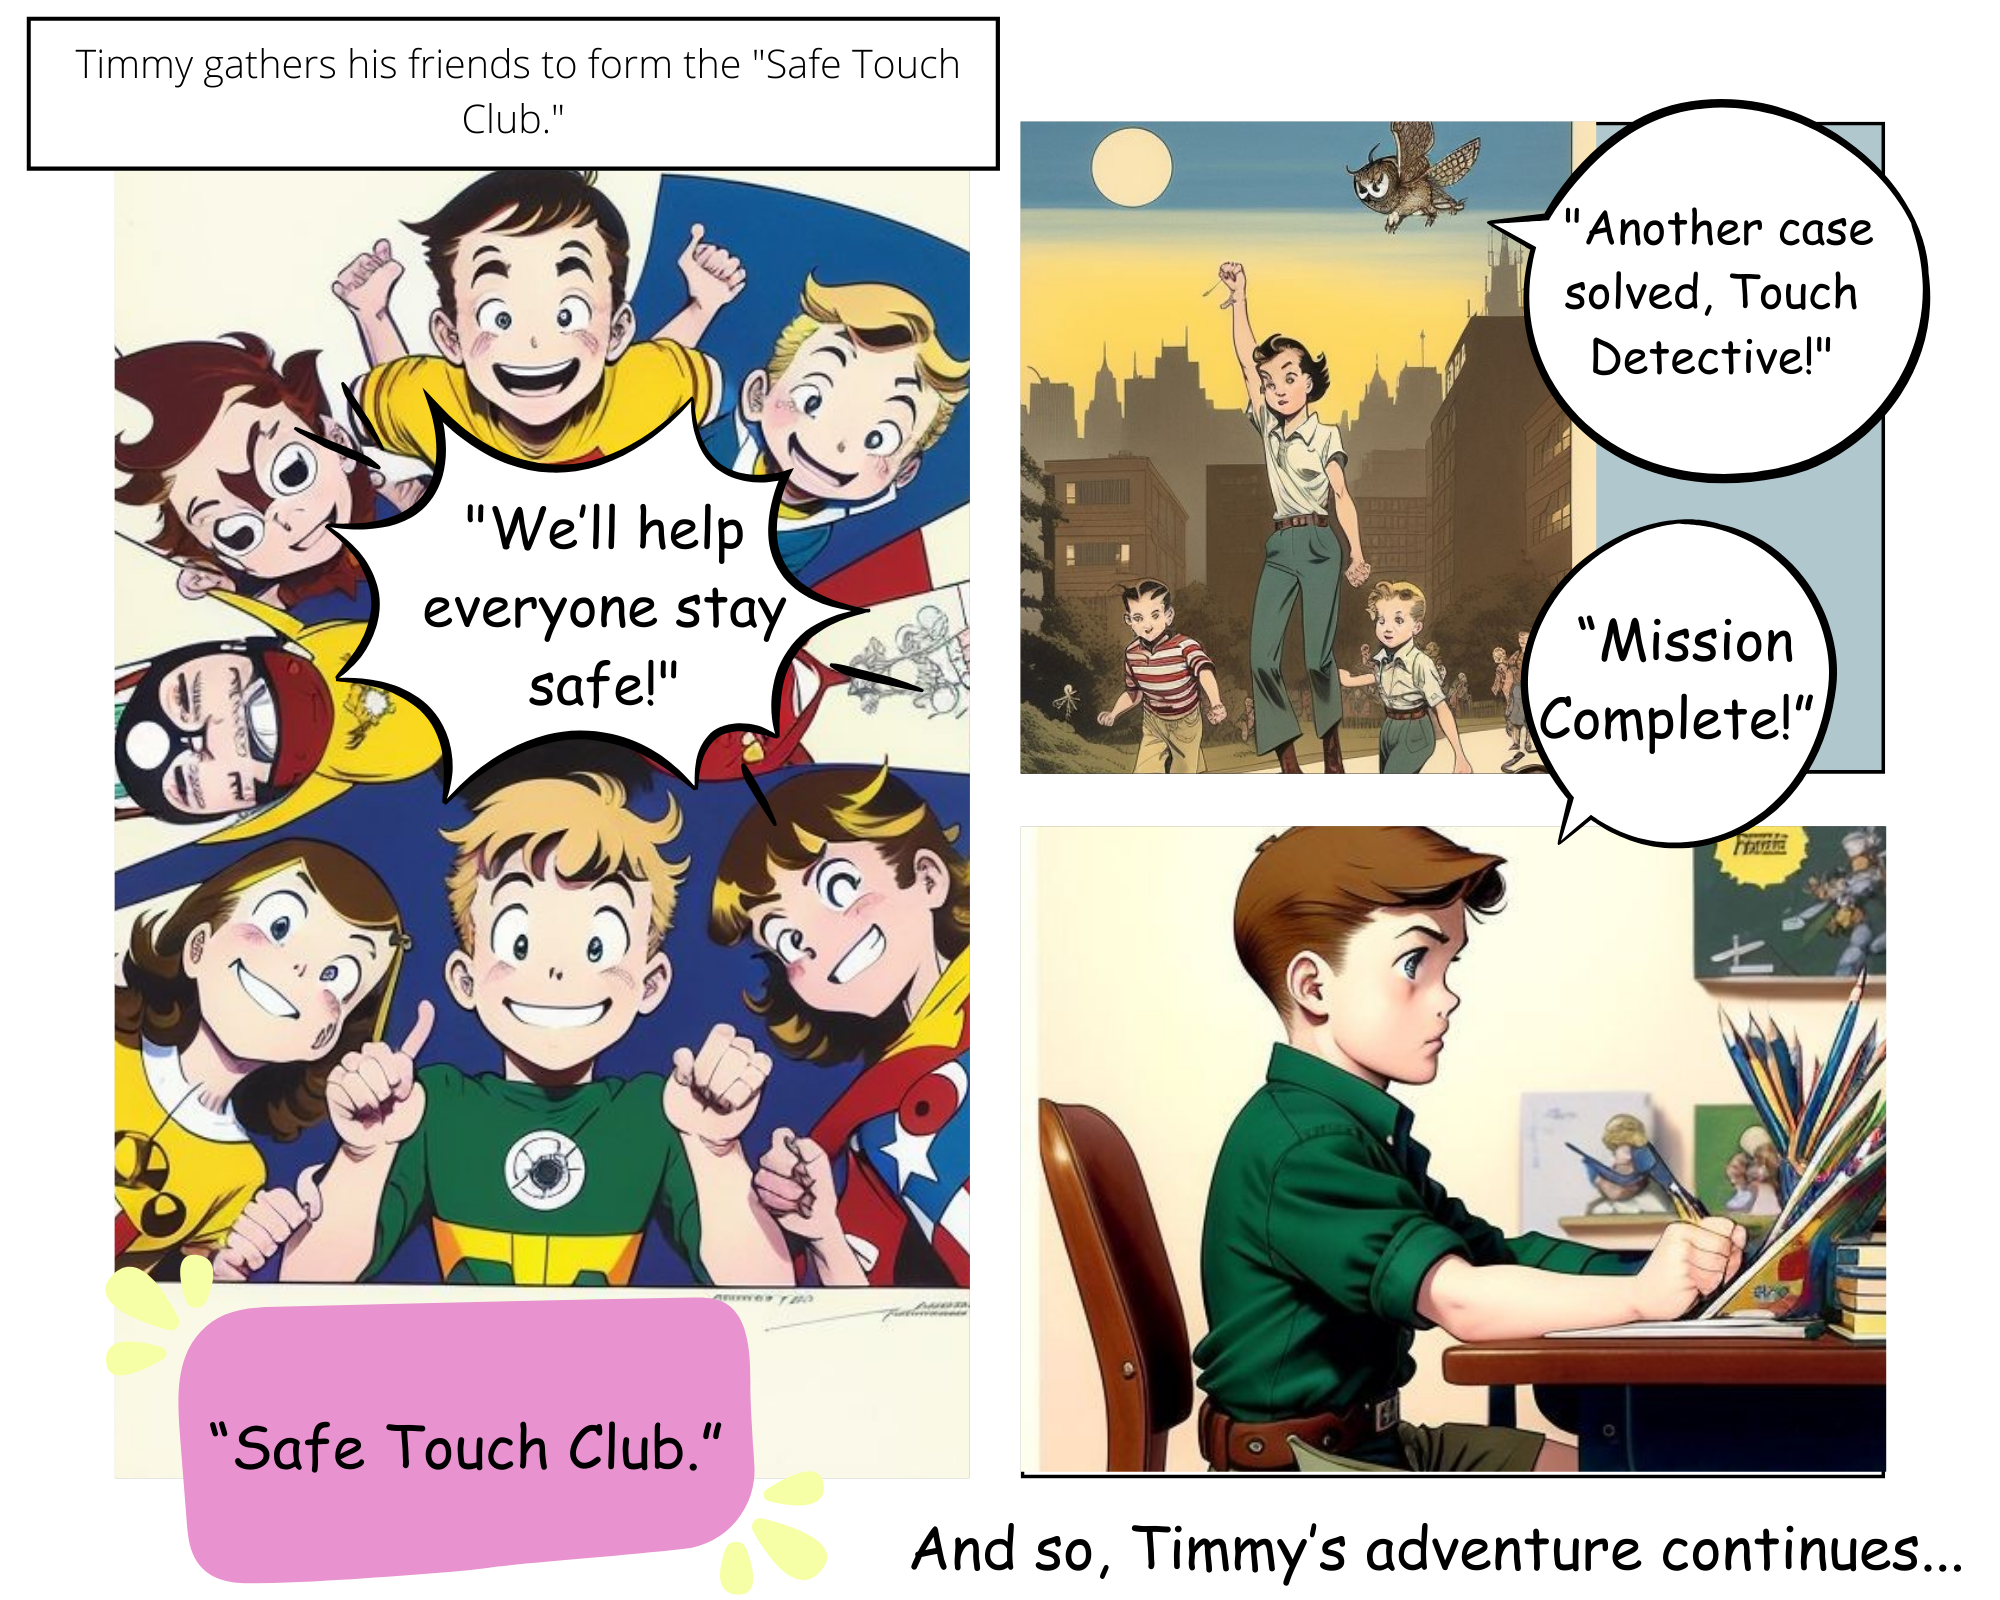 Timmy gathers his friends to form the "Safe Touch
Club."
"We’ll help
everyone stay
safe!"
“Safe Touch Club.”
"Another case
solved, Touch
Detective!"
“Mission
Complete!”
And so, Timmy’s adventure continues...